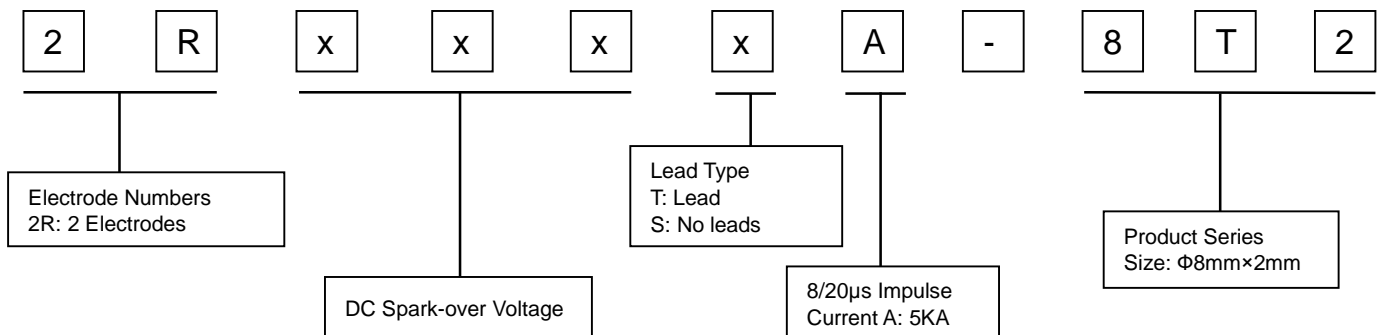 2 R x x x x A - 8 T 2
Electrode Numbers
2R: 2 Electrodes
DC Spark-over Voltage
Lead Type
T: Lead
S: No leads
8/20μs Impulse
Current A: 5KA
Product Series
Size: Φ8mm×2mm